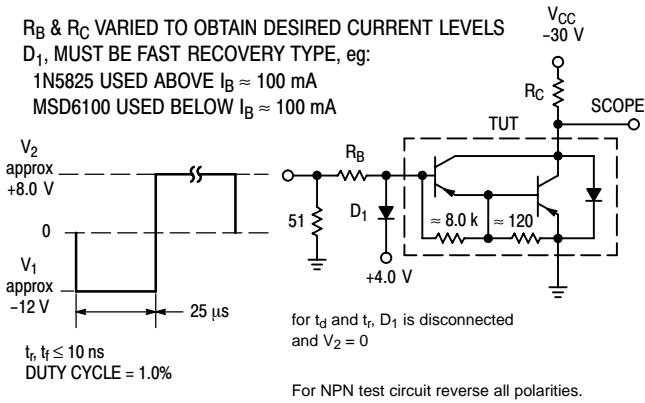 R_B & R_C VARIED TO OBTAIN DESIRED CURRENT LEVELS
D_1, MUST BE FAST RECOVERY TYPE, eg:
1N5825 USED ABOVE I_B ≈ 100 mA
MSD6100 USED BELOW I_B ≈ 100 mA
V_CC
-30 V
R_C
SCOPE
TUT
V_2
approx
+8.0 V
0
V_1
approx
-12 V
25 µs
t_r, t_f ≤ 10 ns
DUTY CYCLE = 1.0%
R_B
51
D_1
+4.0 V
≈ 8.0 k
≈ 120
for t_d and t_r, D_1 is disconnected
and V_2 = 0
For NPN test circuit reverse all polarities.